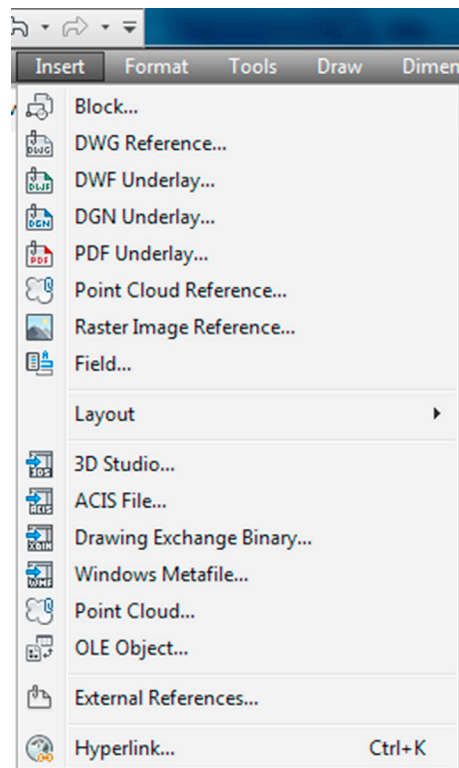 Insert Format Tools Draw Dimen
Block...
DWG Reference...
DWF Underlay...
DGN Underlay...
PDF Underlay...
Point Cloud Reference...
Raster Image Reference...
Field...
Layout
3D Studio...
ACIS File...
Drawing Exchange Binary...
Windows Metafile...
Point Cloud...
OLE Object...
External References...
Hyperlink... Ctrl+K